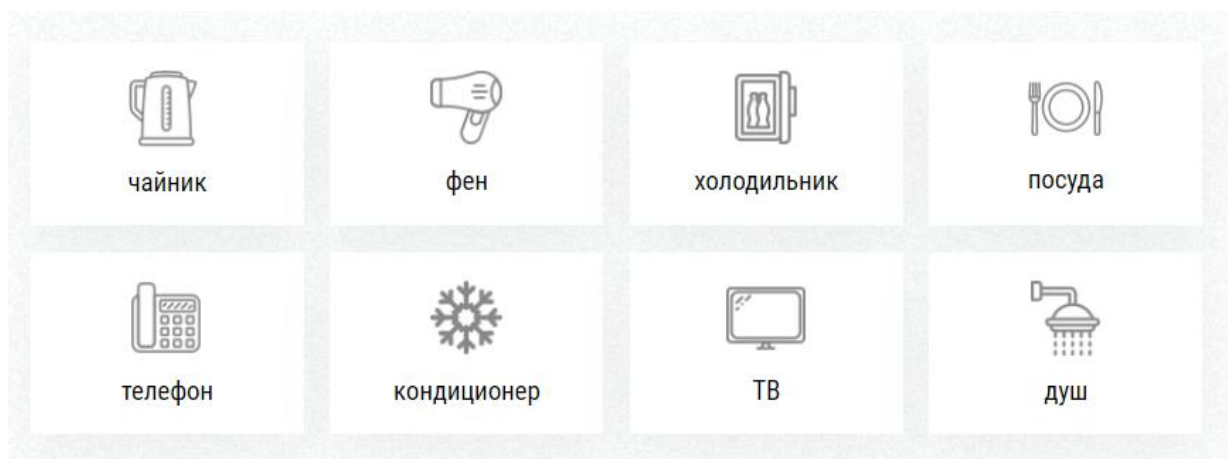 чайник
фен
холодильник
посуда
телефон
кондиционер
ТВ
душ